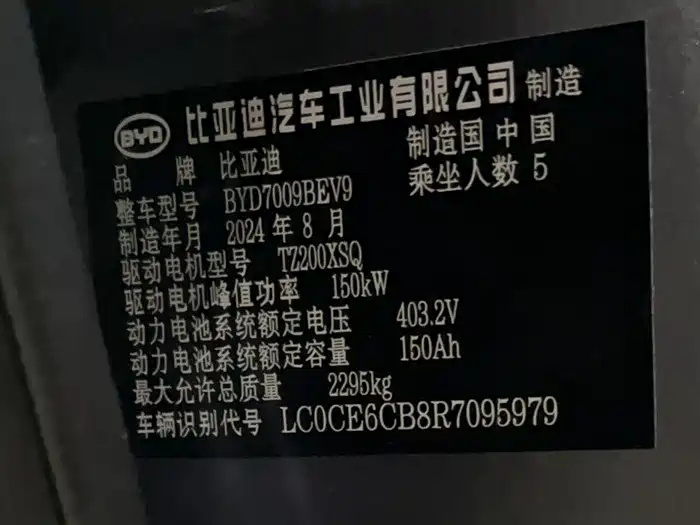 BYD 比亚迪汽车工业有限公司 制造
品牌 比亚迪 制造国 中国
整车型号 BYD7009BEV9 乘坐人数 5
制造年月 2024 年 8 月
驱动电机型号 TZ200XSQ
驱动电机峰值功率 150kW
动力电池系统额定电压 403.2V
动力电池系统额定容量 150Ah
最大允许总质量 2295kg
车辆识别代号 LC0CE6CB8R7095979